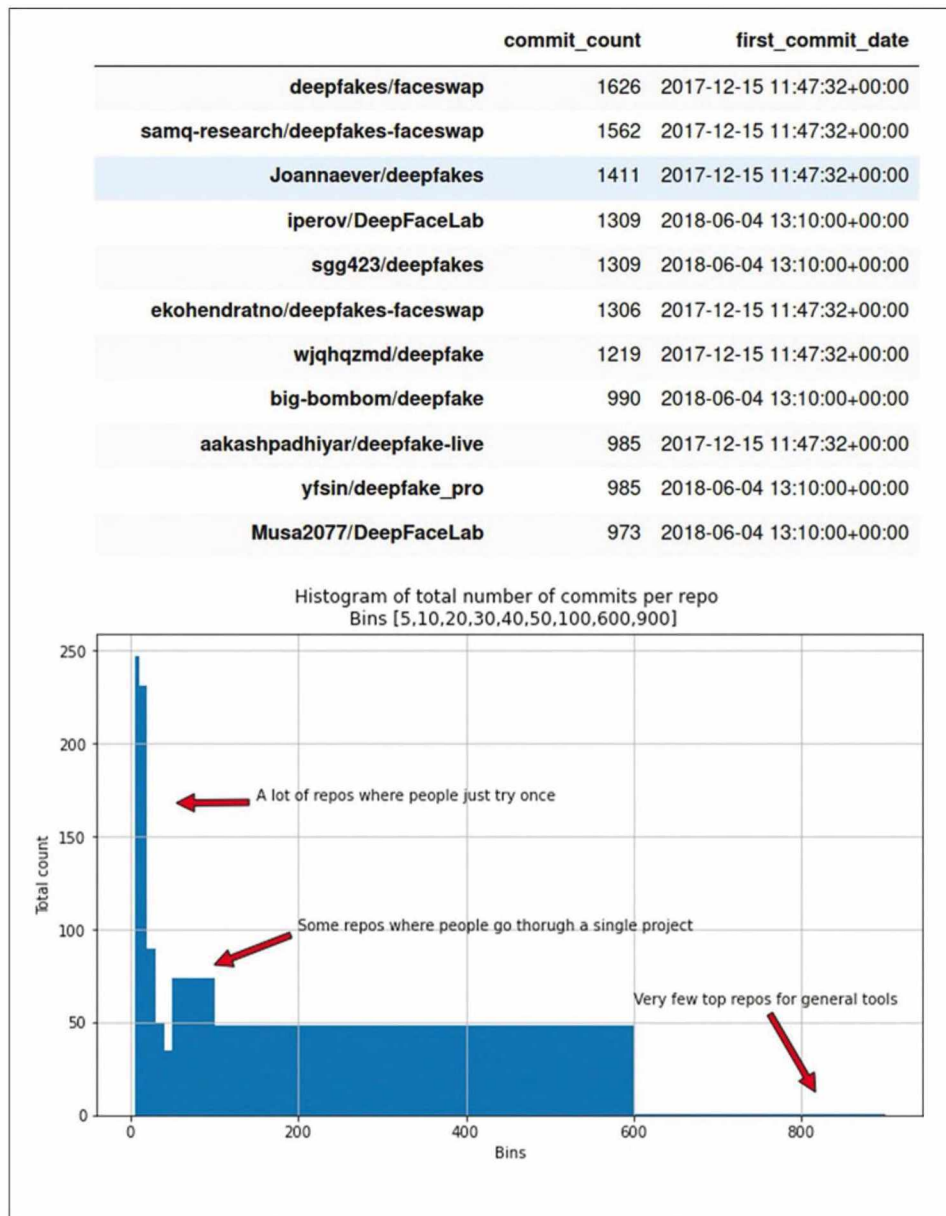 commit_count first_commit_date
deepfakes/faceswap 1626 2017-12-15 11:47:32+00:00
samq-research/deepfakes-faceswap 1562 2017-12-15 11:47:32+00:00
Joannaever/deepfakes 1411 2017-12-15 11:47:32+00:00
iperov/DeepFaceLab 1309 2018-06-04 13:10:00+00:00
sgg423/deepfakes 1309 2018-06-04 13:10:00+00:00
ekohendratno/deepfakes-faceswap 1306 2017-12-15 11:47:32+00:00
wjqhqzmd/deepfake 1219 2017-12-15 11:47:32+00:00
big-bombom/deepfake 990 2018-06-04 13:10:00+00:00
aakashpadhiyar/deepfake-live 985 2017-12-15 11:47:32+00:00
yfsin/deepfake_pro 985 2018-06-04 13:10:00+00:00
Musa2077/DeepFaceLab 973 2018-06-04 13:10:00+00:00
Histogram of total number of commits per repo
Bins [5,10,20,30,40,50,100,600,900]
250
200
A lot of repos where people just try once
150
Total count
100
Some repos where people go thorugh a single project
Very few top repos for general tools
50
0
0 200 400 600 800
Bins